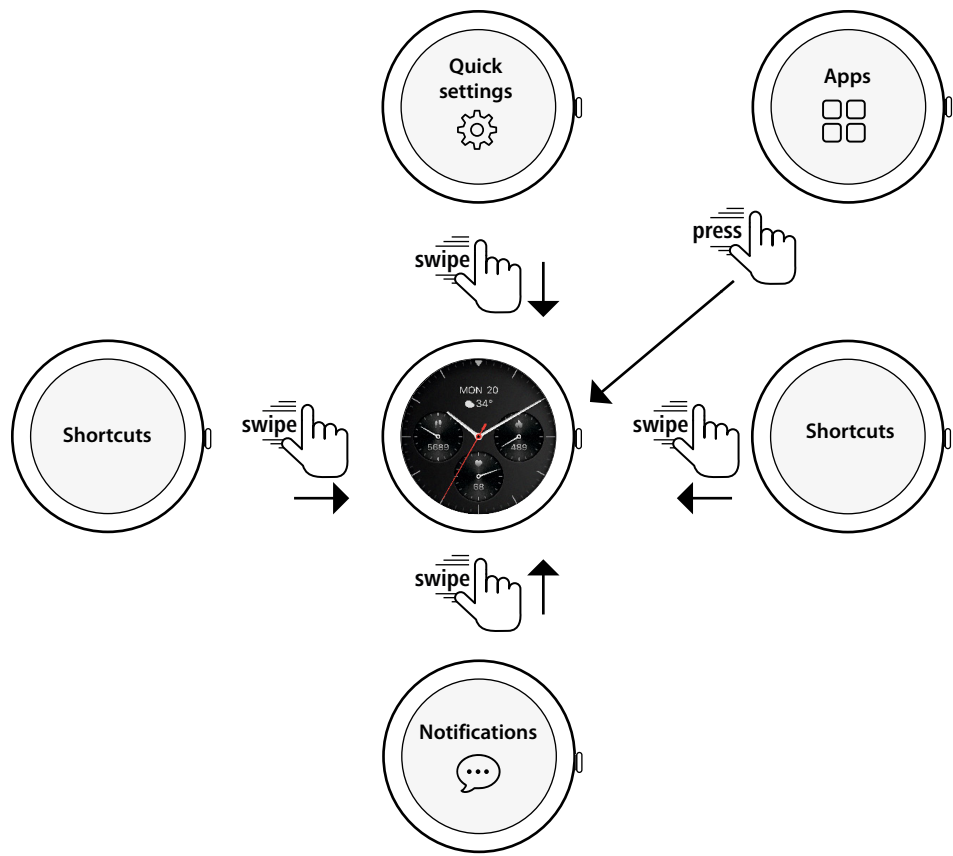 Quick
settings
Apps
press
swipe
MON 20
34°
5689
489
68
Shortcuts
swipe
swipe
Shortcuts
swipe
Notifications